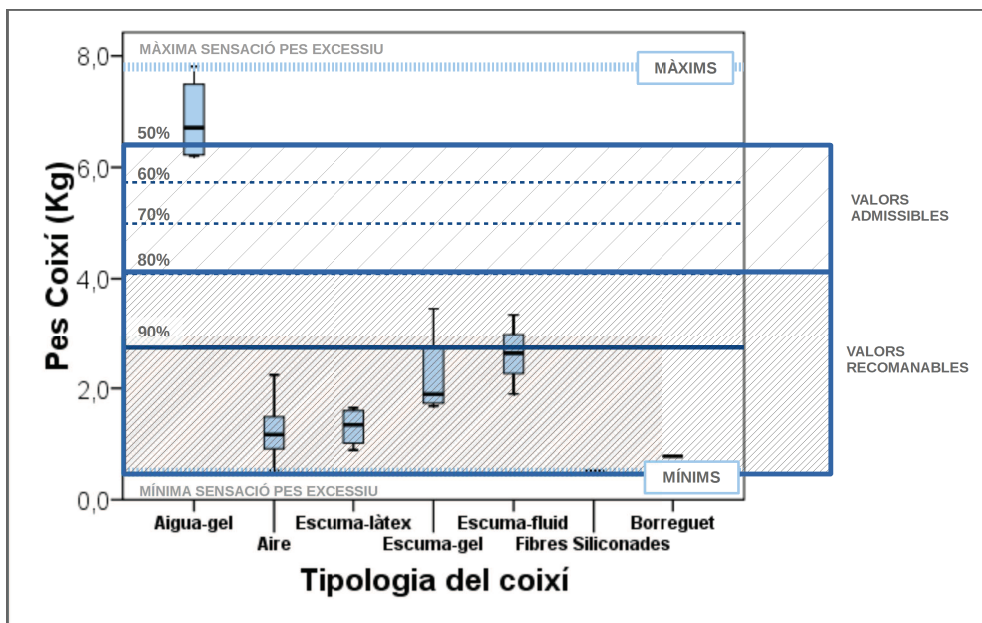 MÀXIMA SENSACIÓ PES EXCESSIU
8,0
MÀXIMS
50%
6,0
60%
70%
VALORS
ADMISSIBLES
80%
4,0
90%
VALORS
RECOMANABLES
2,0
MÍNIMS
MÍNIMA SENSACIÓ PES EXCESSIU
0,0
Pes Coixí (Kg)
Aigua-gel
Aire
Escuma-làtex
Escuma-gel
Escuma-fluid
Fibres Siliconades
Borreguet
Tipologia del coixí